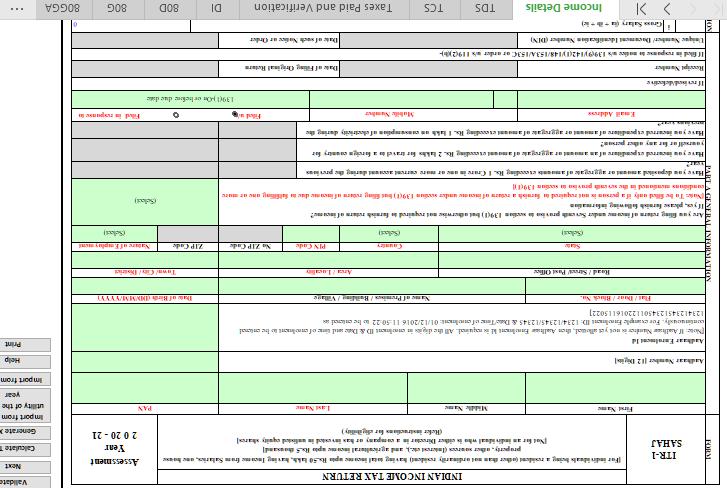 INDIAN INCOME TAX RETURN
FORM
ITR-1
SAHAJ
[For individuals being a resident (other than not ordinarily resident) having total income upto Rs.50 lakh, having Income from Salaries, one house
property, other sources (Interest etc.), and agricultural income upto Rs.5 thousand]
[Not for an individual who is either Director in a company or has invested in unlisted equity shares]
(Refer instructions for eligibility)
Assessment
Year
2 0 20 - 21
First Name
Middle Name
Last Name
PAN
Aadhaar Number [12 Digits]
Aadhaar Enrolment Id
[Note: If Aadhaar Number is not yet allotted, then Aadhaar Enrolment Id is required. All the digits in enrolment ID & Date and time of enrolment to be entered
continuously. For example Enrolment ID: 1234/12345/12345 & Date/Time of enrolment: 01/12/2016 11:50:22 to be entered as
Flat / Door / Block No.
Name of Premises / Building / Village
Date of Birth (DD/MM/YYYY)
Road / Street/ Post Office
Area / Locality
Town/ City / District
State
Country
PIN Code
No ZIP Code
ZIP Code
Nature of Employment
(Select)
(Select)
(Select)
Are you filing return of income under Seventh proviso to section 139(1) but otherwise not required to furnish return of income?
If yes, please furnish following information
[Note: To be filled only if a person is not required to furnish a return of income under section 139(1) but filing return of income due to fulfilling one or more
conditions mentioned in the seventh proviso to section 139(1)]
(Select)
Have you deposited amount or aggregate of amounts exceeding Rs. 1 Crore in one or more current account during the previous
year?
Have you incurred expenditure of an amount or aggregate of amount exceeding Rs. 2 lakhs for travel to a foreign country for
yourself or for any other person?
Have you incurred expenditure of amount or aggregate of amount exceeding Rs. 1 lakh on consumption of electricity during the
previous year?
PART A GENERAL INFORMATION
Email Address
Mobile Number
Filed u/s
Or
Filed in response to
139(1)-On or before due date
If revised/defective
Receipt Number
Date of Filing Original Return
If filed in response to notice u/s 139(9)/142(1)/148/153A/153C or order u/s 119(2)(b)-
Unique Number/ Document Identification Number (DIN)
Date of such Notice or Order
i
Gross Salary (ia + ib + ic)
0
Validate
Next
Calculate T
Generate X
Import from
utility of the
year
Import from
Help
Print
Income Details
TDS
TCS
Taxes Paid and Verification
DI
80D
80G
80GGA